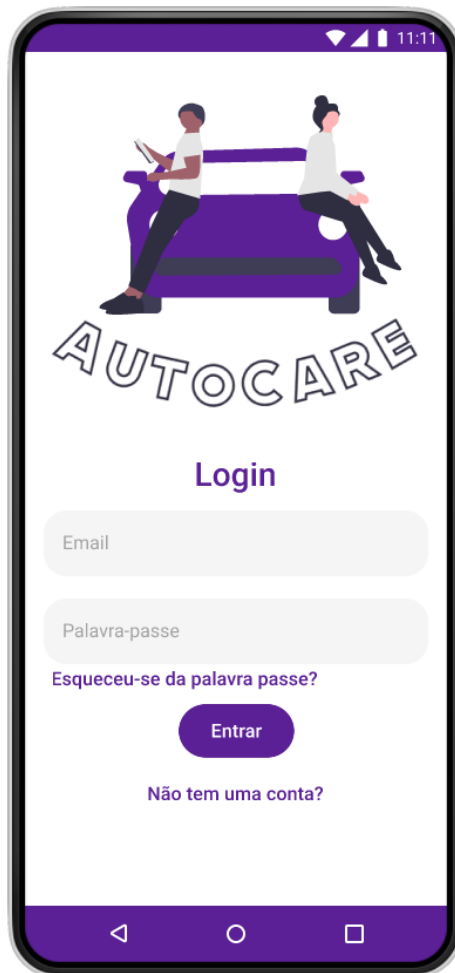 11:11
AUTOCARE
Login
Email
Palavra-passe
Esqueceu-se da palavra passe?
Entrar
Não tem uma conta?